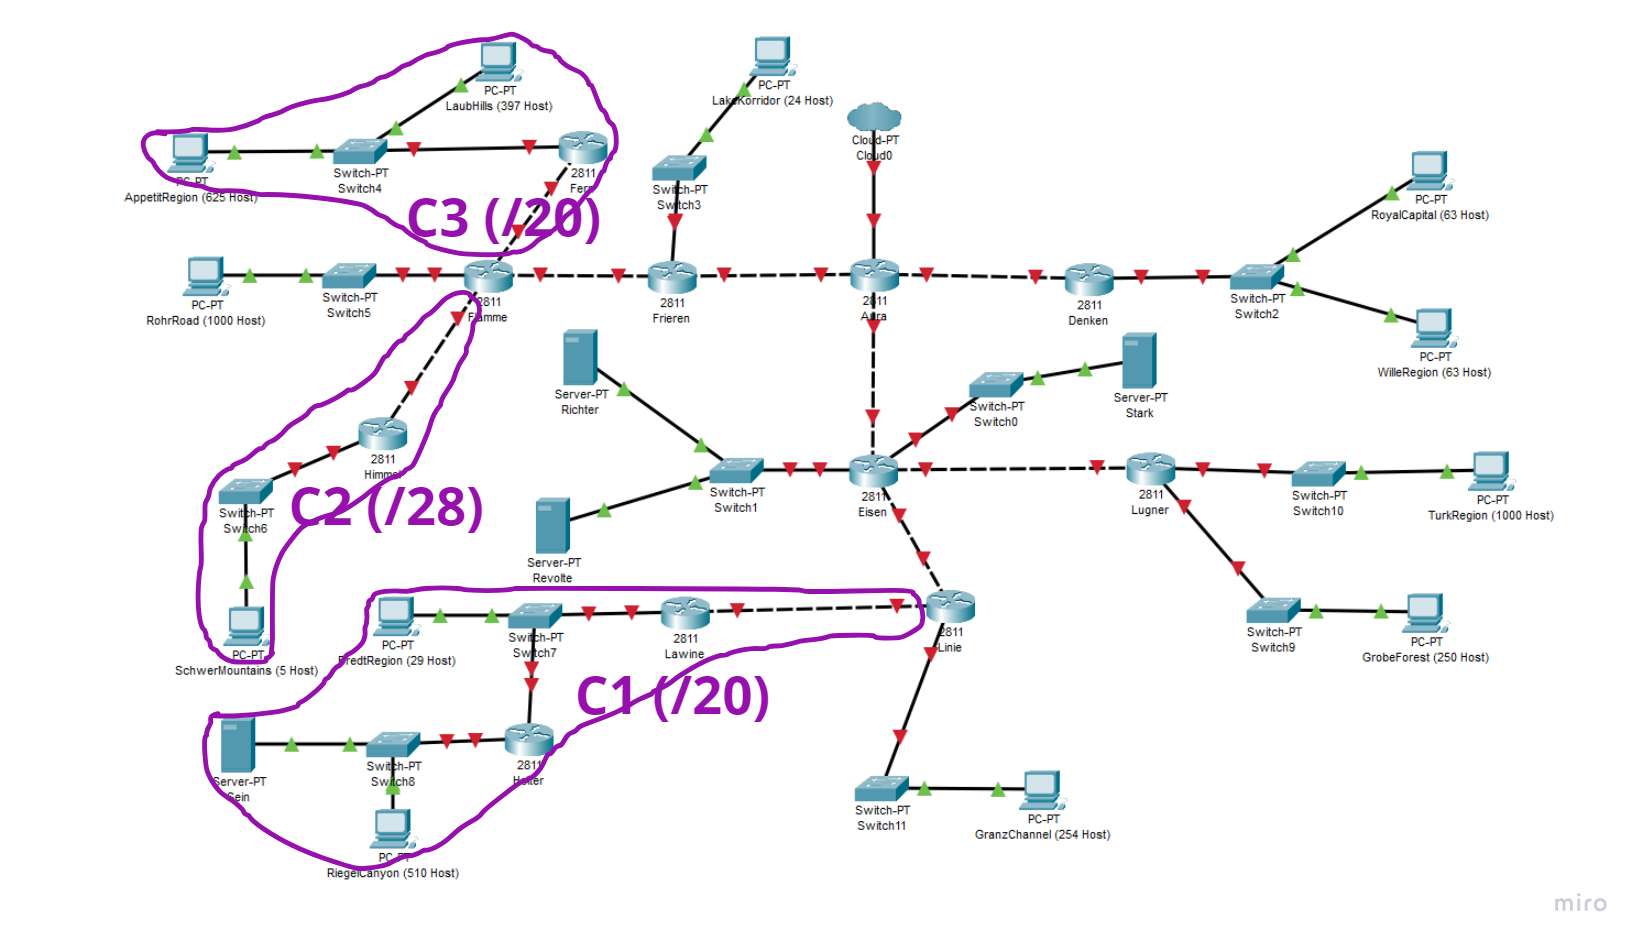 PC-PT
LaubHills (397 Host)
PC-PT
AppetitRegion (625 Host)
Switch-PT
Switch4
2811
Fern
C3 (/20)
PC-PT
LakeKorridor (24 Host)
Switch-PT
Switch3
Cloud-PT
Cloud0
PC-PT
RoyalCapital (63 Host)
PC-PT
RohrRoad (1000 Host)
Switch-PT
Switch5
2811
Flamme
2811
Frieren
2811
Aura
2811
Denken
Switch-PT
Switch2
PC-PT
WilleRegion (63 Host)
Server-PT
Richter
Switch-PT
Switch0
Server-PT
Stark
2811
Himmel
C2 (/28)
Switch-PT
Switch6
Switch-PT
Switch1
2811
Eisen
2811
Lugner
Switch-PT
Switch10
PC-PT
TurkRegion (1000 Host)
Server-PT
Revolte
PC-PT
SchwerMountains (5 Host)
PC-PT
BredtRegion (29 Host)
Switch-PT
Switch7
2811
Lawine
2811
Linie
Switch-PT
Switch9
PC-PT
GrobeForest (250 Host)
C1 (/20)
Server-PT
Sein
Switch-PT
Switch8
2811
Heiter
PC-PT
RiegelCanyon (510 Host)
Switch-PT
Switch11
PC-PT
GranzChannel (254 Host)
miro